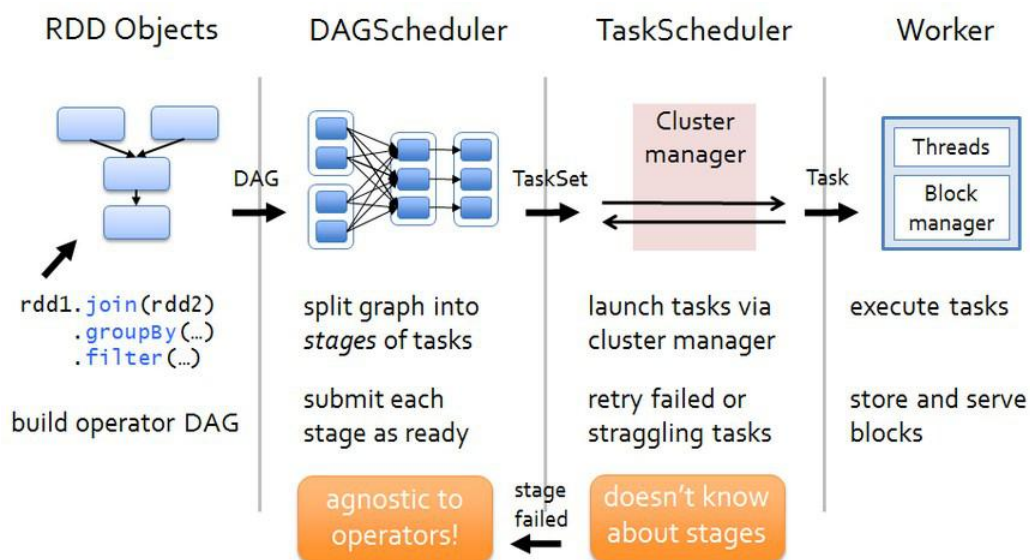 RDD Objects
DAGScheduler
TaskScheduler
Worker
DAG
TaskSet
Cluster
manager
Task
Threads
Block
manager
rdd1.join(rdd2)
.groupBy(…)
.filter(…)
build operator DAG
split graph into
stages of tasks
submit each
stage as ready
launch tasks via
cluster manager
retry failed or
straggling tasks
execute tasks
store and serve
blocks
agnostic to
operators!
stage
failed
doesn't know
about stages